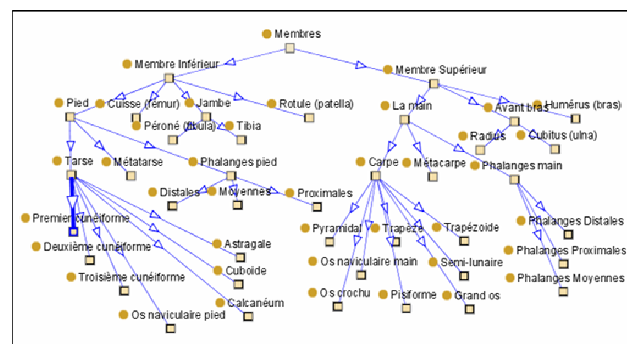 Membres
Membre Inférieur
Membre Supérieur
Pied
Cuisse (fémur)
Jambe
Rotule (patella)
La main
Avant bras
Humérus (bras)
Péroné (fibula)
Tibia
Radius
Cubitus (ulna)
Tarse
Métatarse
Phalanges pied
Carpe
Métacarpe
Phalanges main
Distales
Moyennes
Proximales
Premier cunéiforme
Pyramidal
Trapèze
Trapézoide
Phalanges Distales
Deuxième cunéiforme
Astragale
Phalanges Proximales
Troisième cunéiforme
Cuboïde
Os naviculaire main
Semi-lunaire
Phalanges Moyennes
Calcanéum
Os naviculaire pied
Os crochu
Pisiforme
Grand os